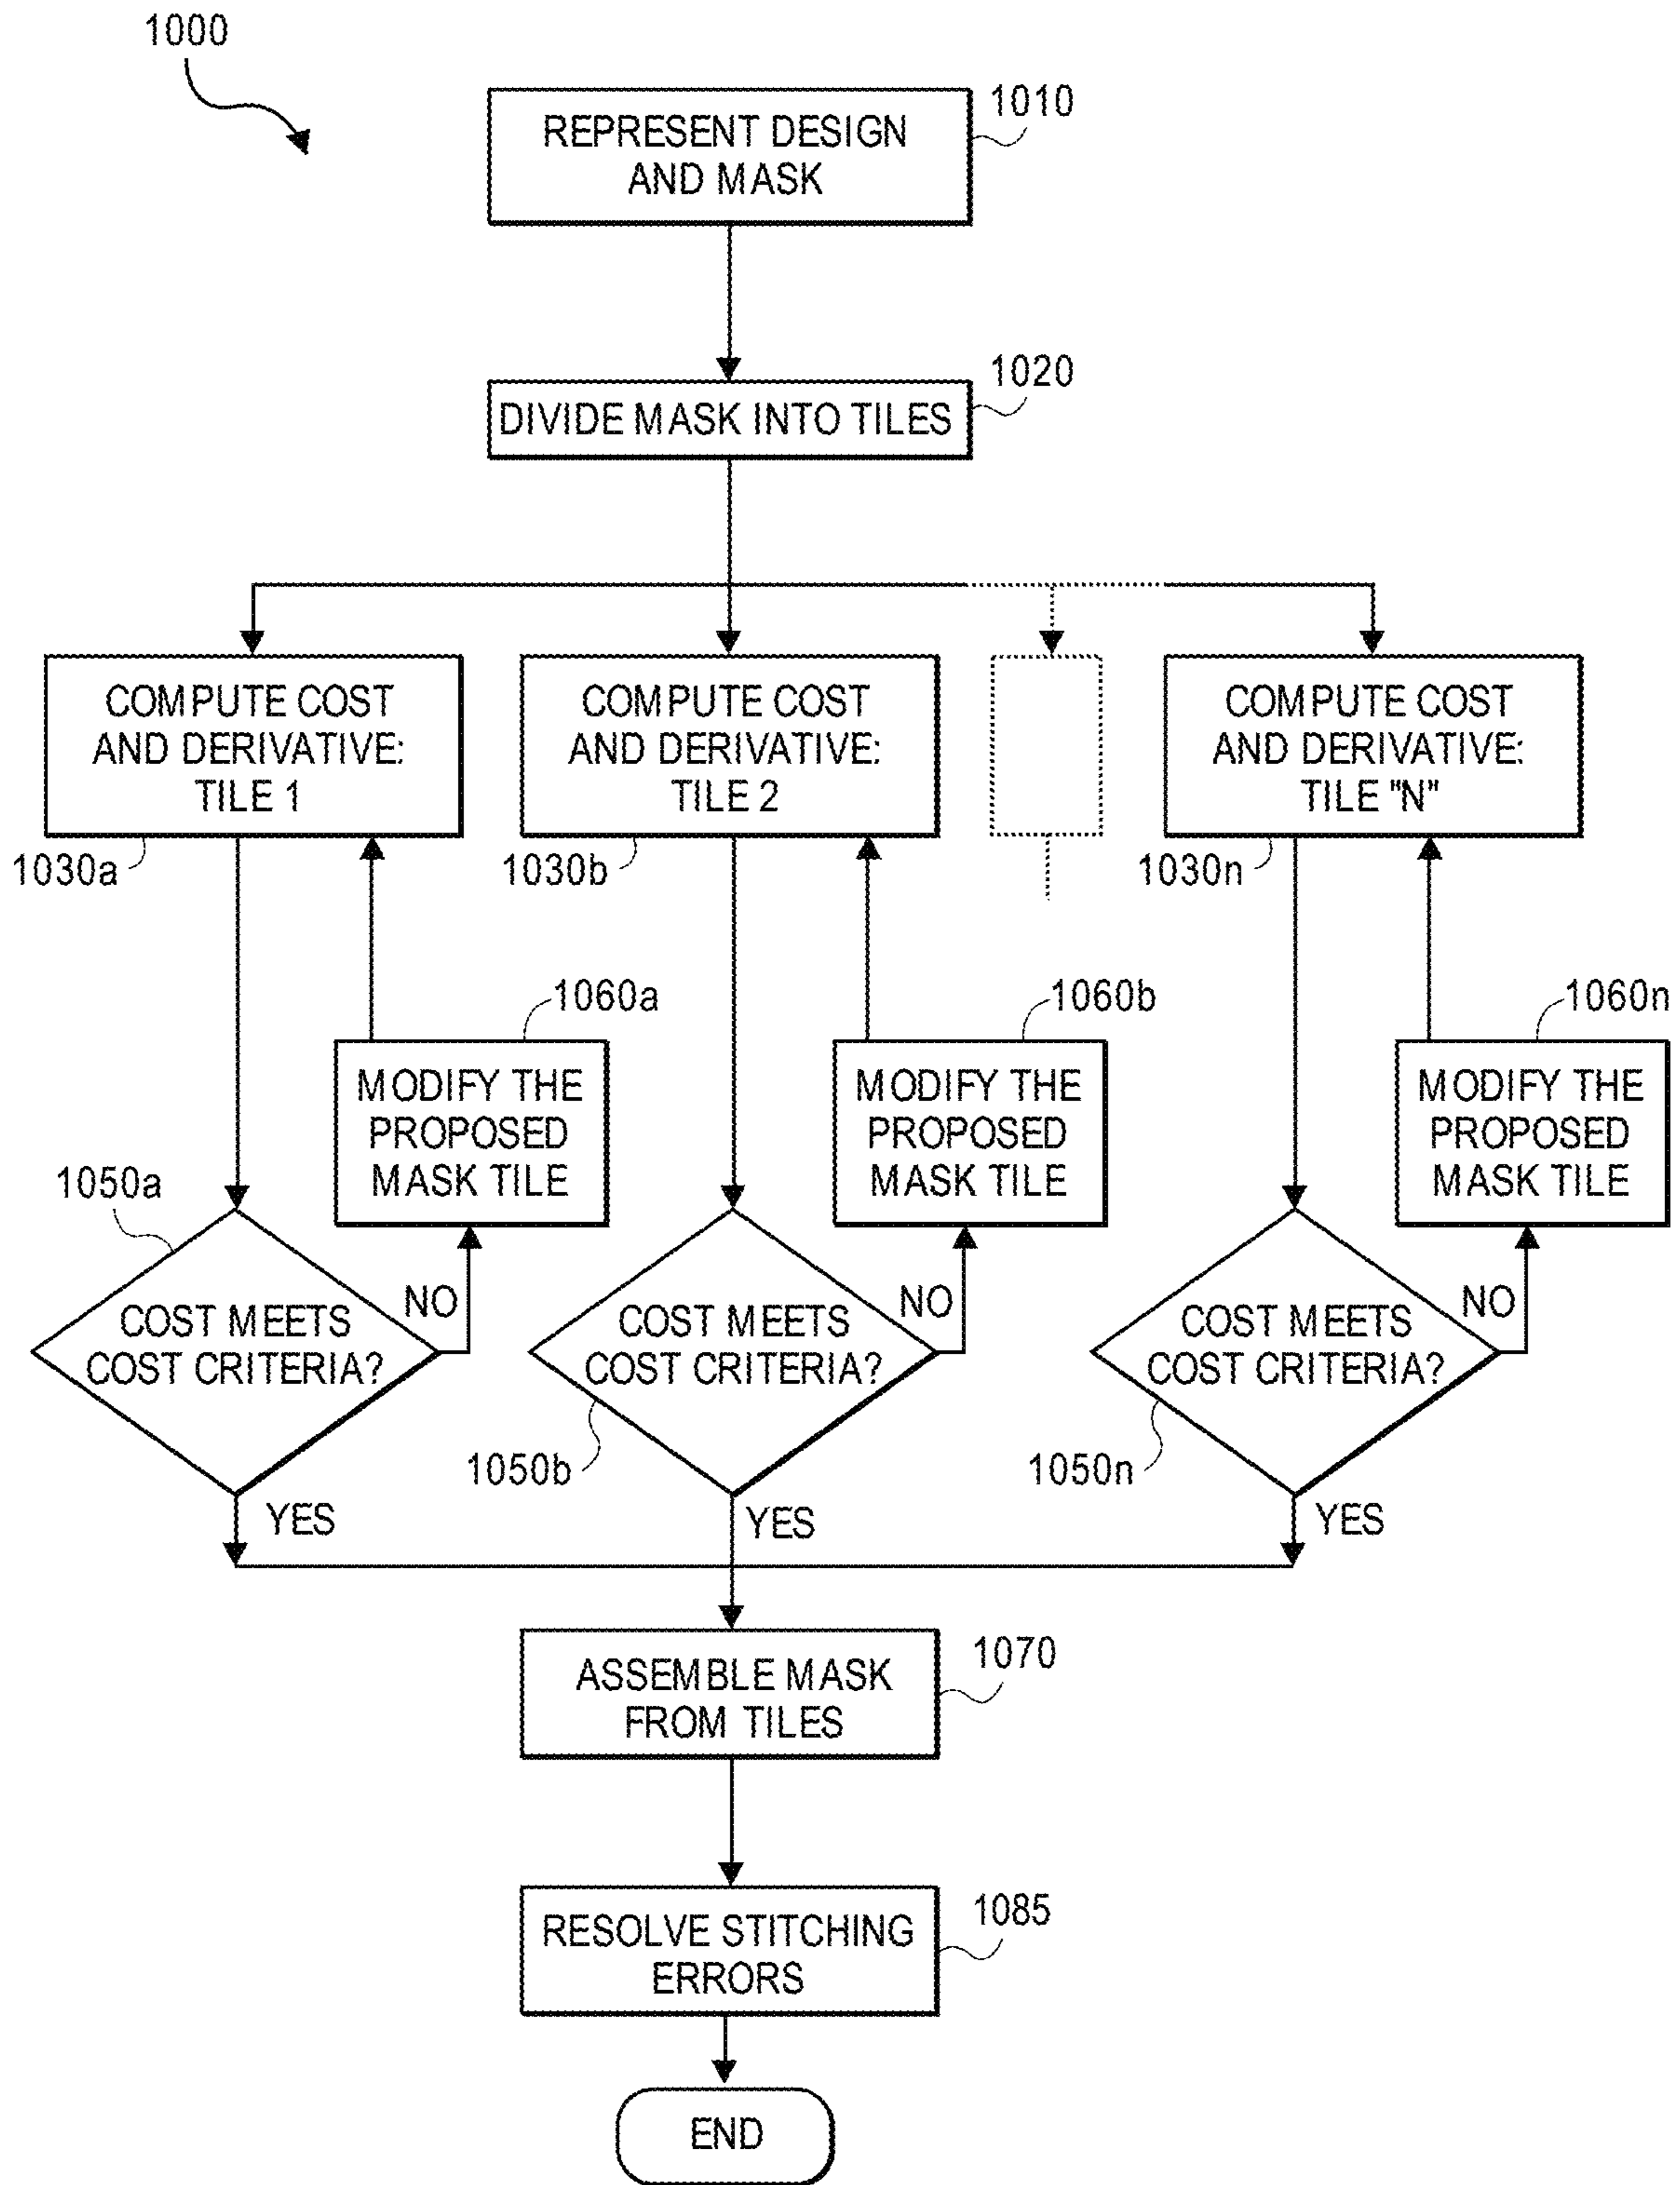 1000
REPRESENT DESIGN
AND MASK
1010
DIVIDE MASK INTO TILES
1020
COMPUTE COST
AND DERIVATIVE:
TILE 1
1030a
COMPUTE COST
AND DERIVATIVE:
TILE 2
1030b
COMPUTE COST
AND DERIVATIVE:
TILE "N"
1030n
1060a
MODIFY THE
PROPOSED
MASK TILE
1060b
MODIFY THE
PROPOSED
MASK TILE
1060n
MODIFY THE
PROPOSED
MASK TILE
1050a
COST MEETS
COST CRITERIA?
NO
YES
COST MEETS
COST CRITERIA?
1050b
NO
YES
COST MEETS
COST CRITERIA?
1050n
NO
YES
ASSEMBLE MASK
FROM TILES
1070
RESOLVE STITCHING
ERRORS
1085
END